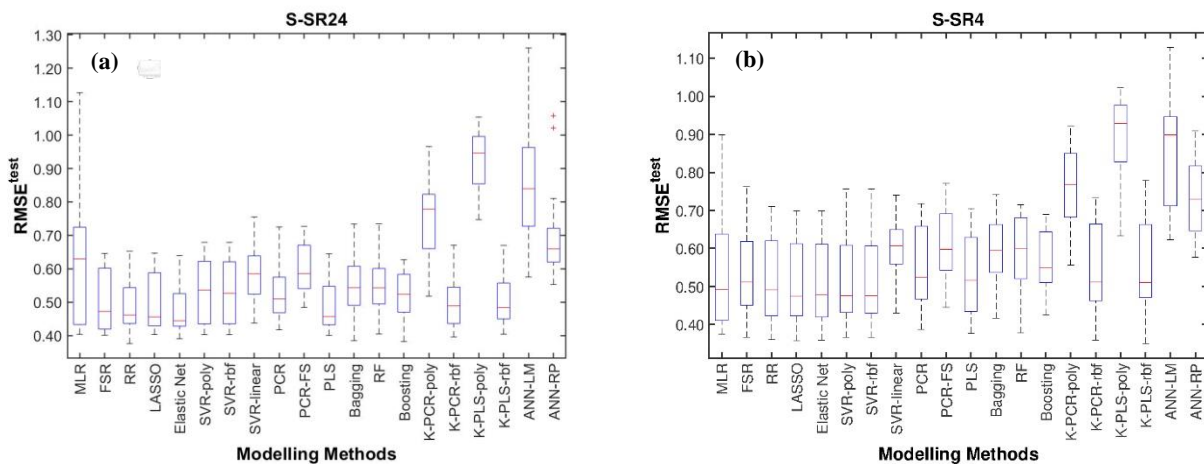 S-SR24
(a)
1.30
1.20
1.10
1.00
0.90
0.80
0.70
0.60
0.50
0.40
RMSE^test
MLR
FSR
RR
LASSO
Elastic Net
SVR-poly
SVR-rbf
SVR-linear
PCR
PCR-FS
PLS
Bagging
RF
Boosting
K-PCR-poly
K-PCR-rbf
K-PLS-poly
K-PLS-rbf
ANN-LM
ANN-RP
Modelling Methods
S-SR4
(b)
1.10
1.00
0.90
0.80
0.70
0.60
0.50
0.40
RMSE^test
MLR
FSR
RR
LASSO
Elastic Net
SVR-poly
SVR-rbf
SVR-linear
PCR
PCR-FS
PLS
Bagging
RF
Boosting
K-PCR-poly
K-PCR-rbf
K-PLS-poly
K-PLS-rbf
ANN-LM
ANN-RP
Modelling Methods